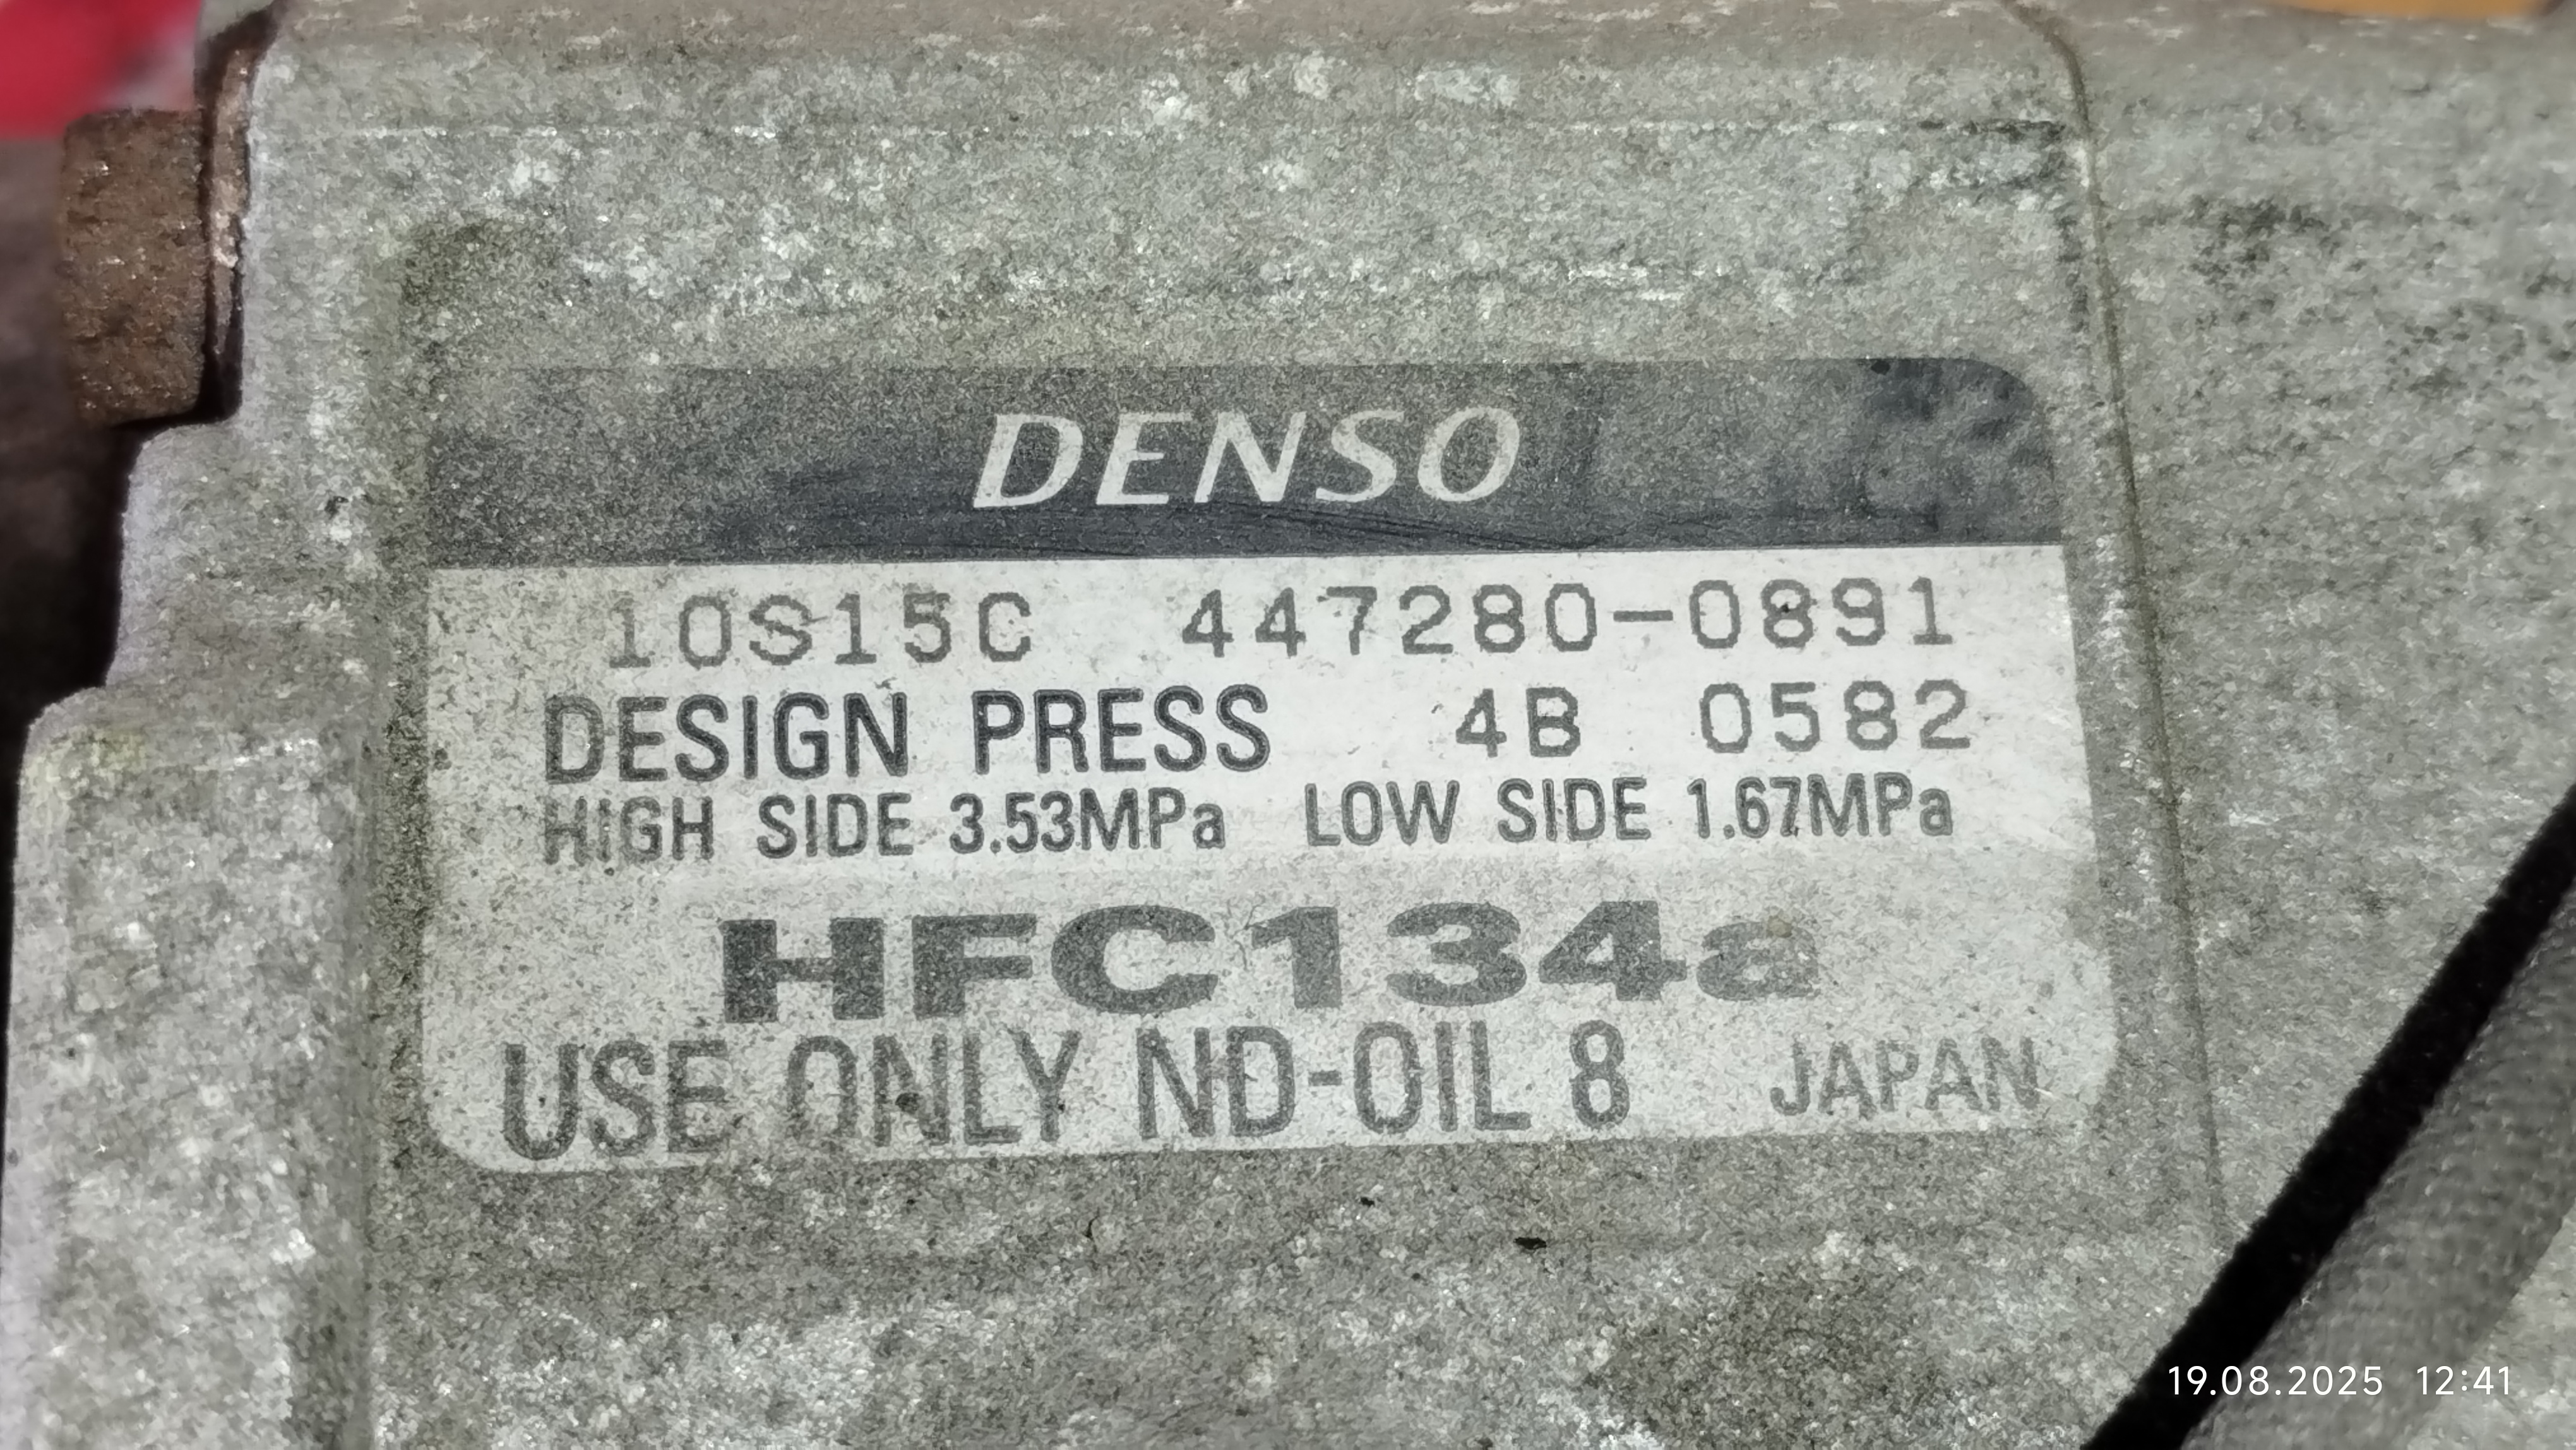 DENSO
10S15C 447280-0891
DESIGN PRESS 4B 0582
HIGH SIDE 3.53MPa LOW SIDE 1.67MPa
HFC134a
USE ONLY ND-OIL 8 JAPAN
19.08.2025 12:41